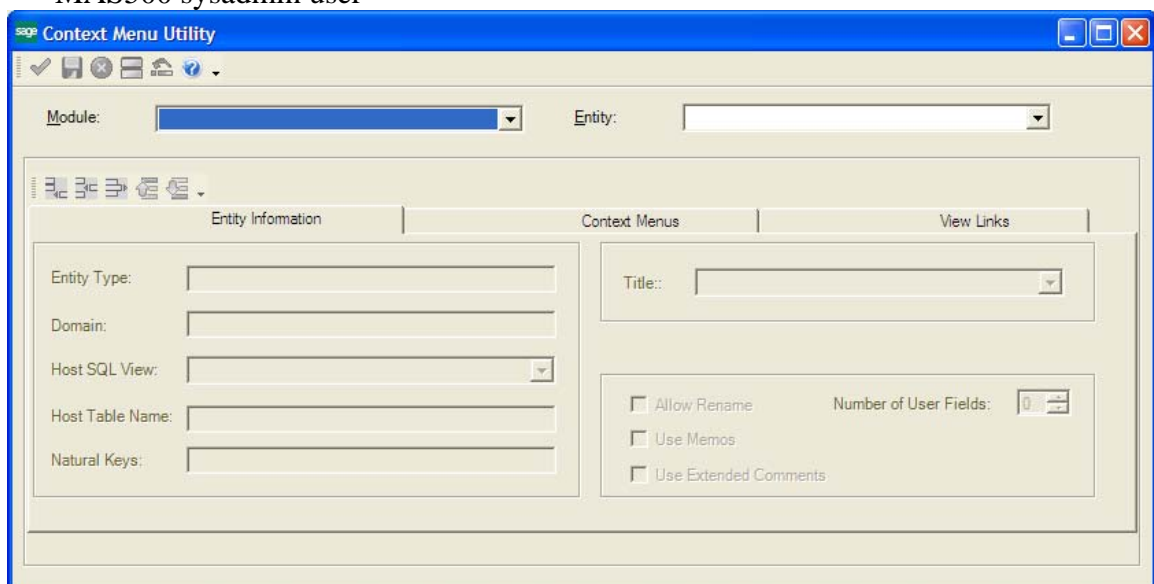 MAS500 sysadmin user
sage Context Menu Utility
Module: Entity:
Entity Information Context Menus View Links
Entity Type: Title::
Domain:
Host SQL View:
Host Table Name: Allow Rename Number of User Fields: 0
Use Memos
Natural Keys:
Use Extended Comments